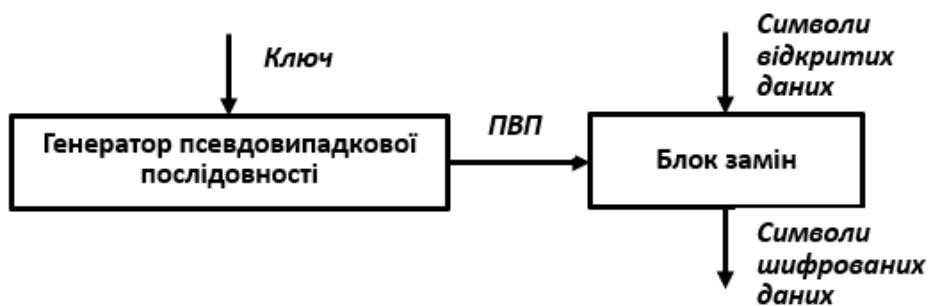 Ключ
Символи
відкритих
даних
Генератор псевдовипадкової
послідовності
ПВП
Блок замін
Символи
шифрованих
даних